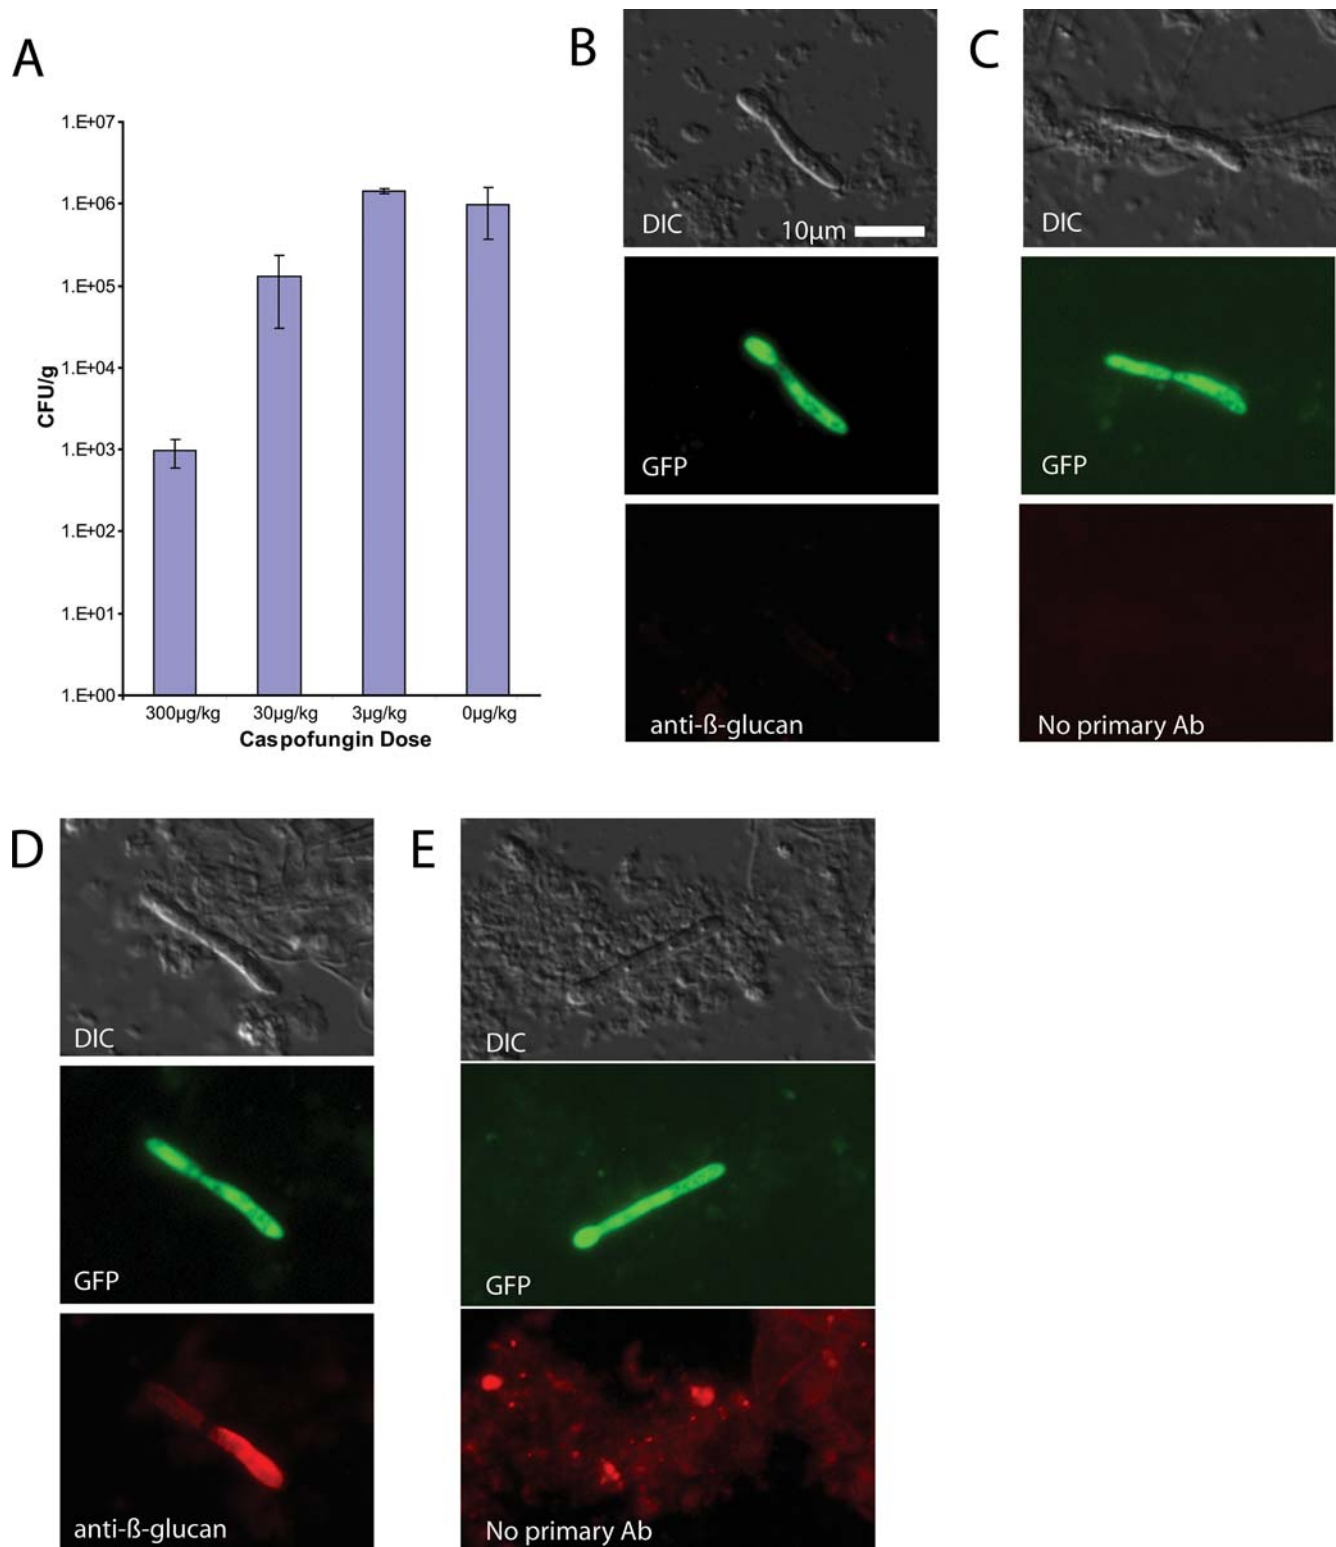 A
1.E+07
1.E+06
1.E+05
1.E+04
1.E+03
1.E+02
1.E+01
1.E+00
CFU/g
300µg/kg 30µg/kg 3µg/kg 0µg/kg
Caspofungin Dose
B
DIC
10µm
GFP
anti-ß-glucan
C
DIC
GFP
No primary Ab
D
DIC
GFP
anti-ß-glucan
E
DIC
GFP
No primary Ab